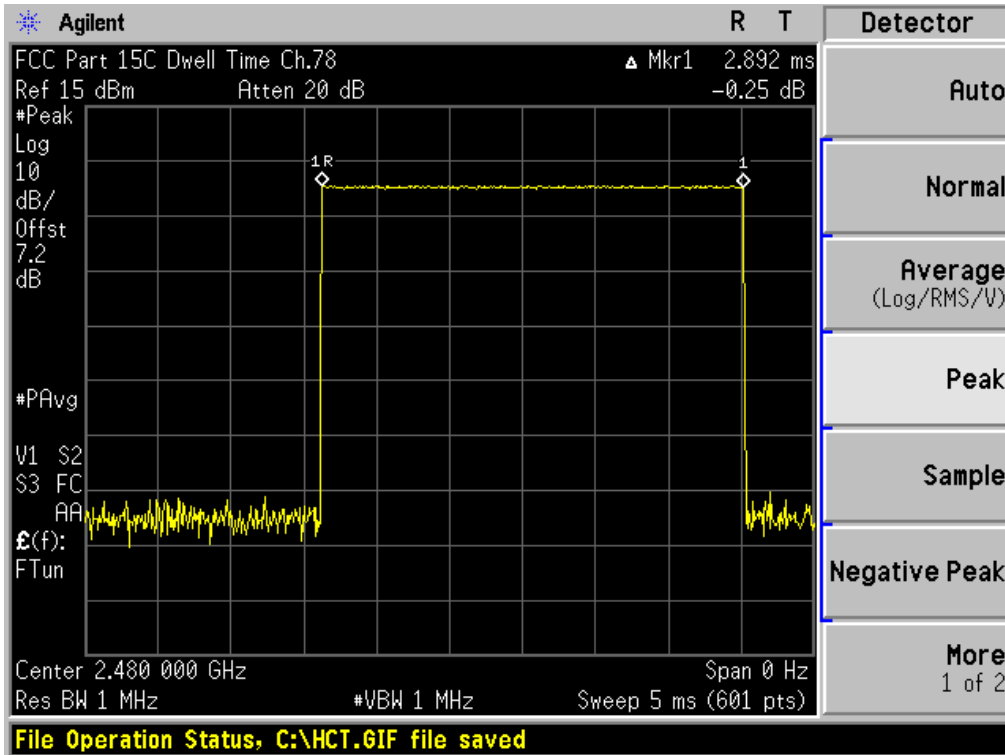 Agilent R T Detector
FCC Part 15C Dwell Time Ch.78 Δ Mkr1 2.892 ms
Ref 15 dBm Atten 20 dB -0.25 dB
#Peak
Log
10
dB/
Offst
7.2
dB
1R
1
#PAvg
V1 S2
S3 FC
AA
£(f):
FTun
Center 2.480 000 GHz Span 0 Hz
Res BW 1 MHz #VBW 1 MHz Sweep 5 ms (601 pts)
File Operation Status, C:\HCT.GIF file saved
Auto
Normal
Average
(Log/RMS/V)
Peak
Sample
Negative Peak
More
1 of 2